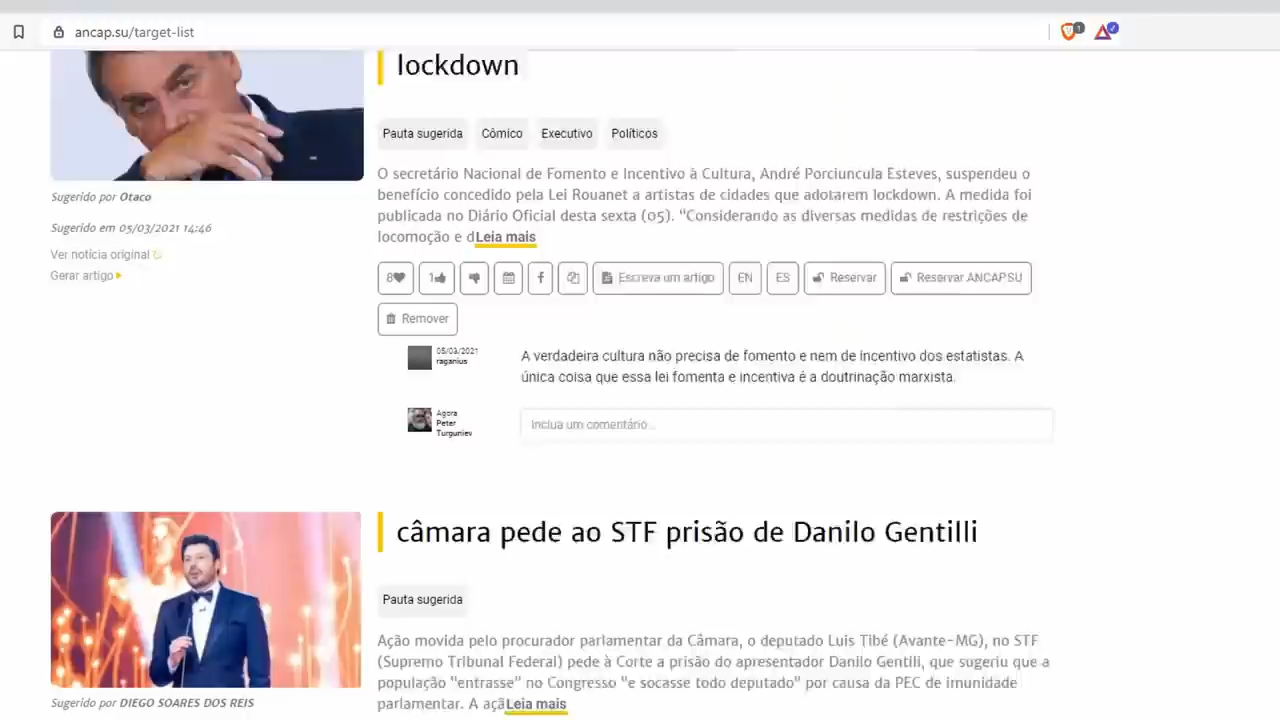 ancap.su/target-list
1
lockdown
Pauta sugerida
Cômico
Executivo
Políticos
O secretário Nacional de Fomento e Incentivo à Cultura, André Porciuncula Esteves, suspendeu o
benefício concedido pela Lei Rouanet a artistas de cidades que adotarem lockdown. A medida foi
publicada no Diário Oficial desta sexta (05). "Considerando as diversas medidas de restrições de
locomoção e dLeia mais
Sugerido por Otaco
Sugerido em 05/03/2021 14:46
Ver notícia original
Gerar artigo
8
1
Escreva um artigo
EN
ES
Reservar
Reservar ANCAPSU
Remover
05/03/2021
raganius
A verdadeira cultura não precisa de fomento e nem de incentivo dos estatistas. A
única coisa que essa lei fomenta e incentiva é a doutrinação marxista.
Agora
Peter
Turguniev
Inclua um comentário...
câmara pede ao STF prisão de Danilo Gentilli
Pauta sugerida
Ação movida pelo procurador parlamentar da Câmara, o deputado Luis Tibé (Avante-MG), no STF
(Supremo Tribunal Federal) pede à Corte a prisão do apresentador Danilo Gentili, que sugeriu que a
população "entrasse" no Congresso "e socasse todo deputado" por causa da PEC de imunidade
parlamentar. A açãLeia mais
Sugerido por DIEGO SOARES DOS REIS